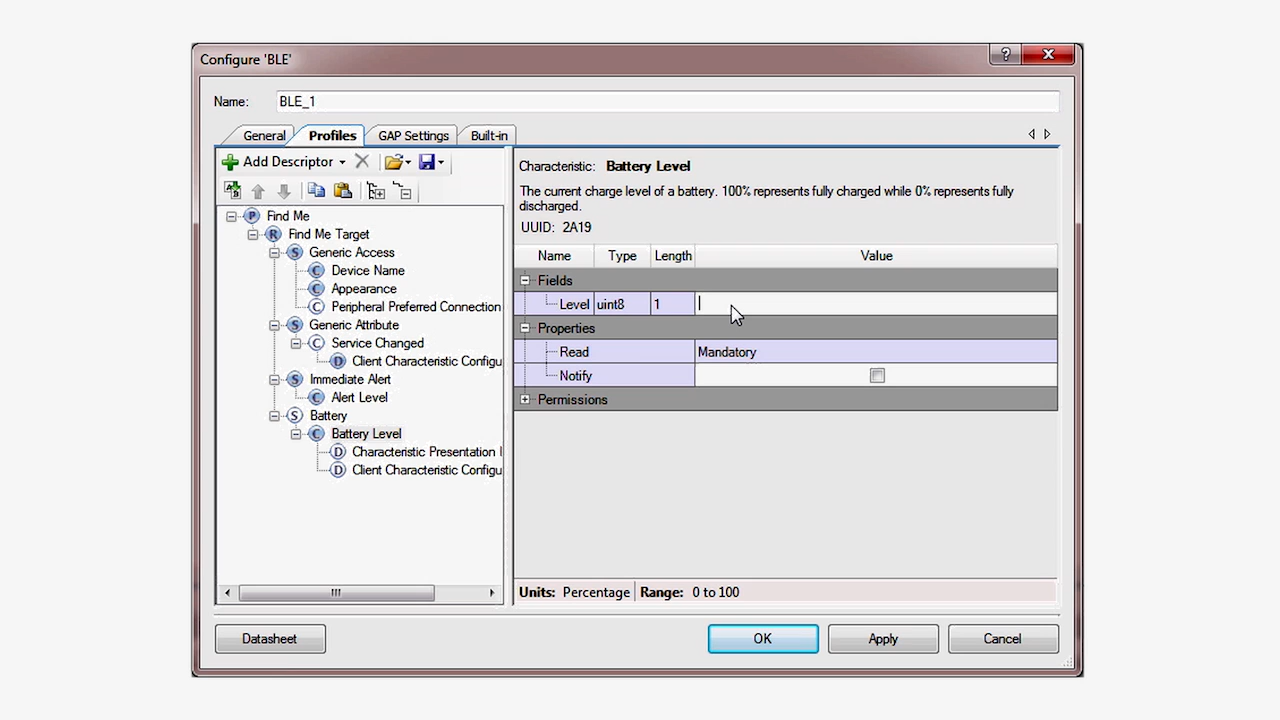 Configure 'BLE'
?
Name: BLE_1
General Profiles GAP Settings Built-in
Add Descriptor
P Find Me
R Find Me Target
S Generic Access
C Device Name
C Appearance
C Peripheral Preferred Connection
S Generic Attribute
C Service Changed
D Client Characteristic Configu
S Immediate Alert
C Alert Level
S Battery
C Battery Level
D Characteristic Presentation
D Client Characteristic Configu
Characteristic: Battery Level
The current charge level of a battery. 100% represents fully charged while 0% represents fully
discharged.
UUID: 2A19
Name Type Length Value
Fields
Level uint8 1
Properties
Read Mandatory
Notify
Permissions
Units: Percentage Range: 0 to 100
Datasheet OK Apply Cancel